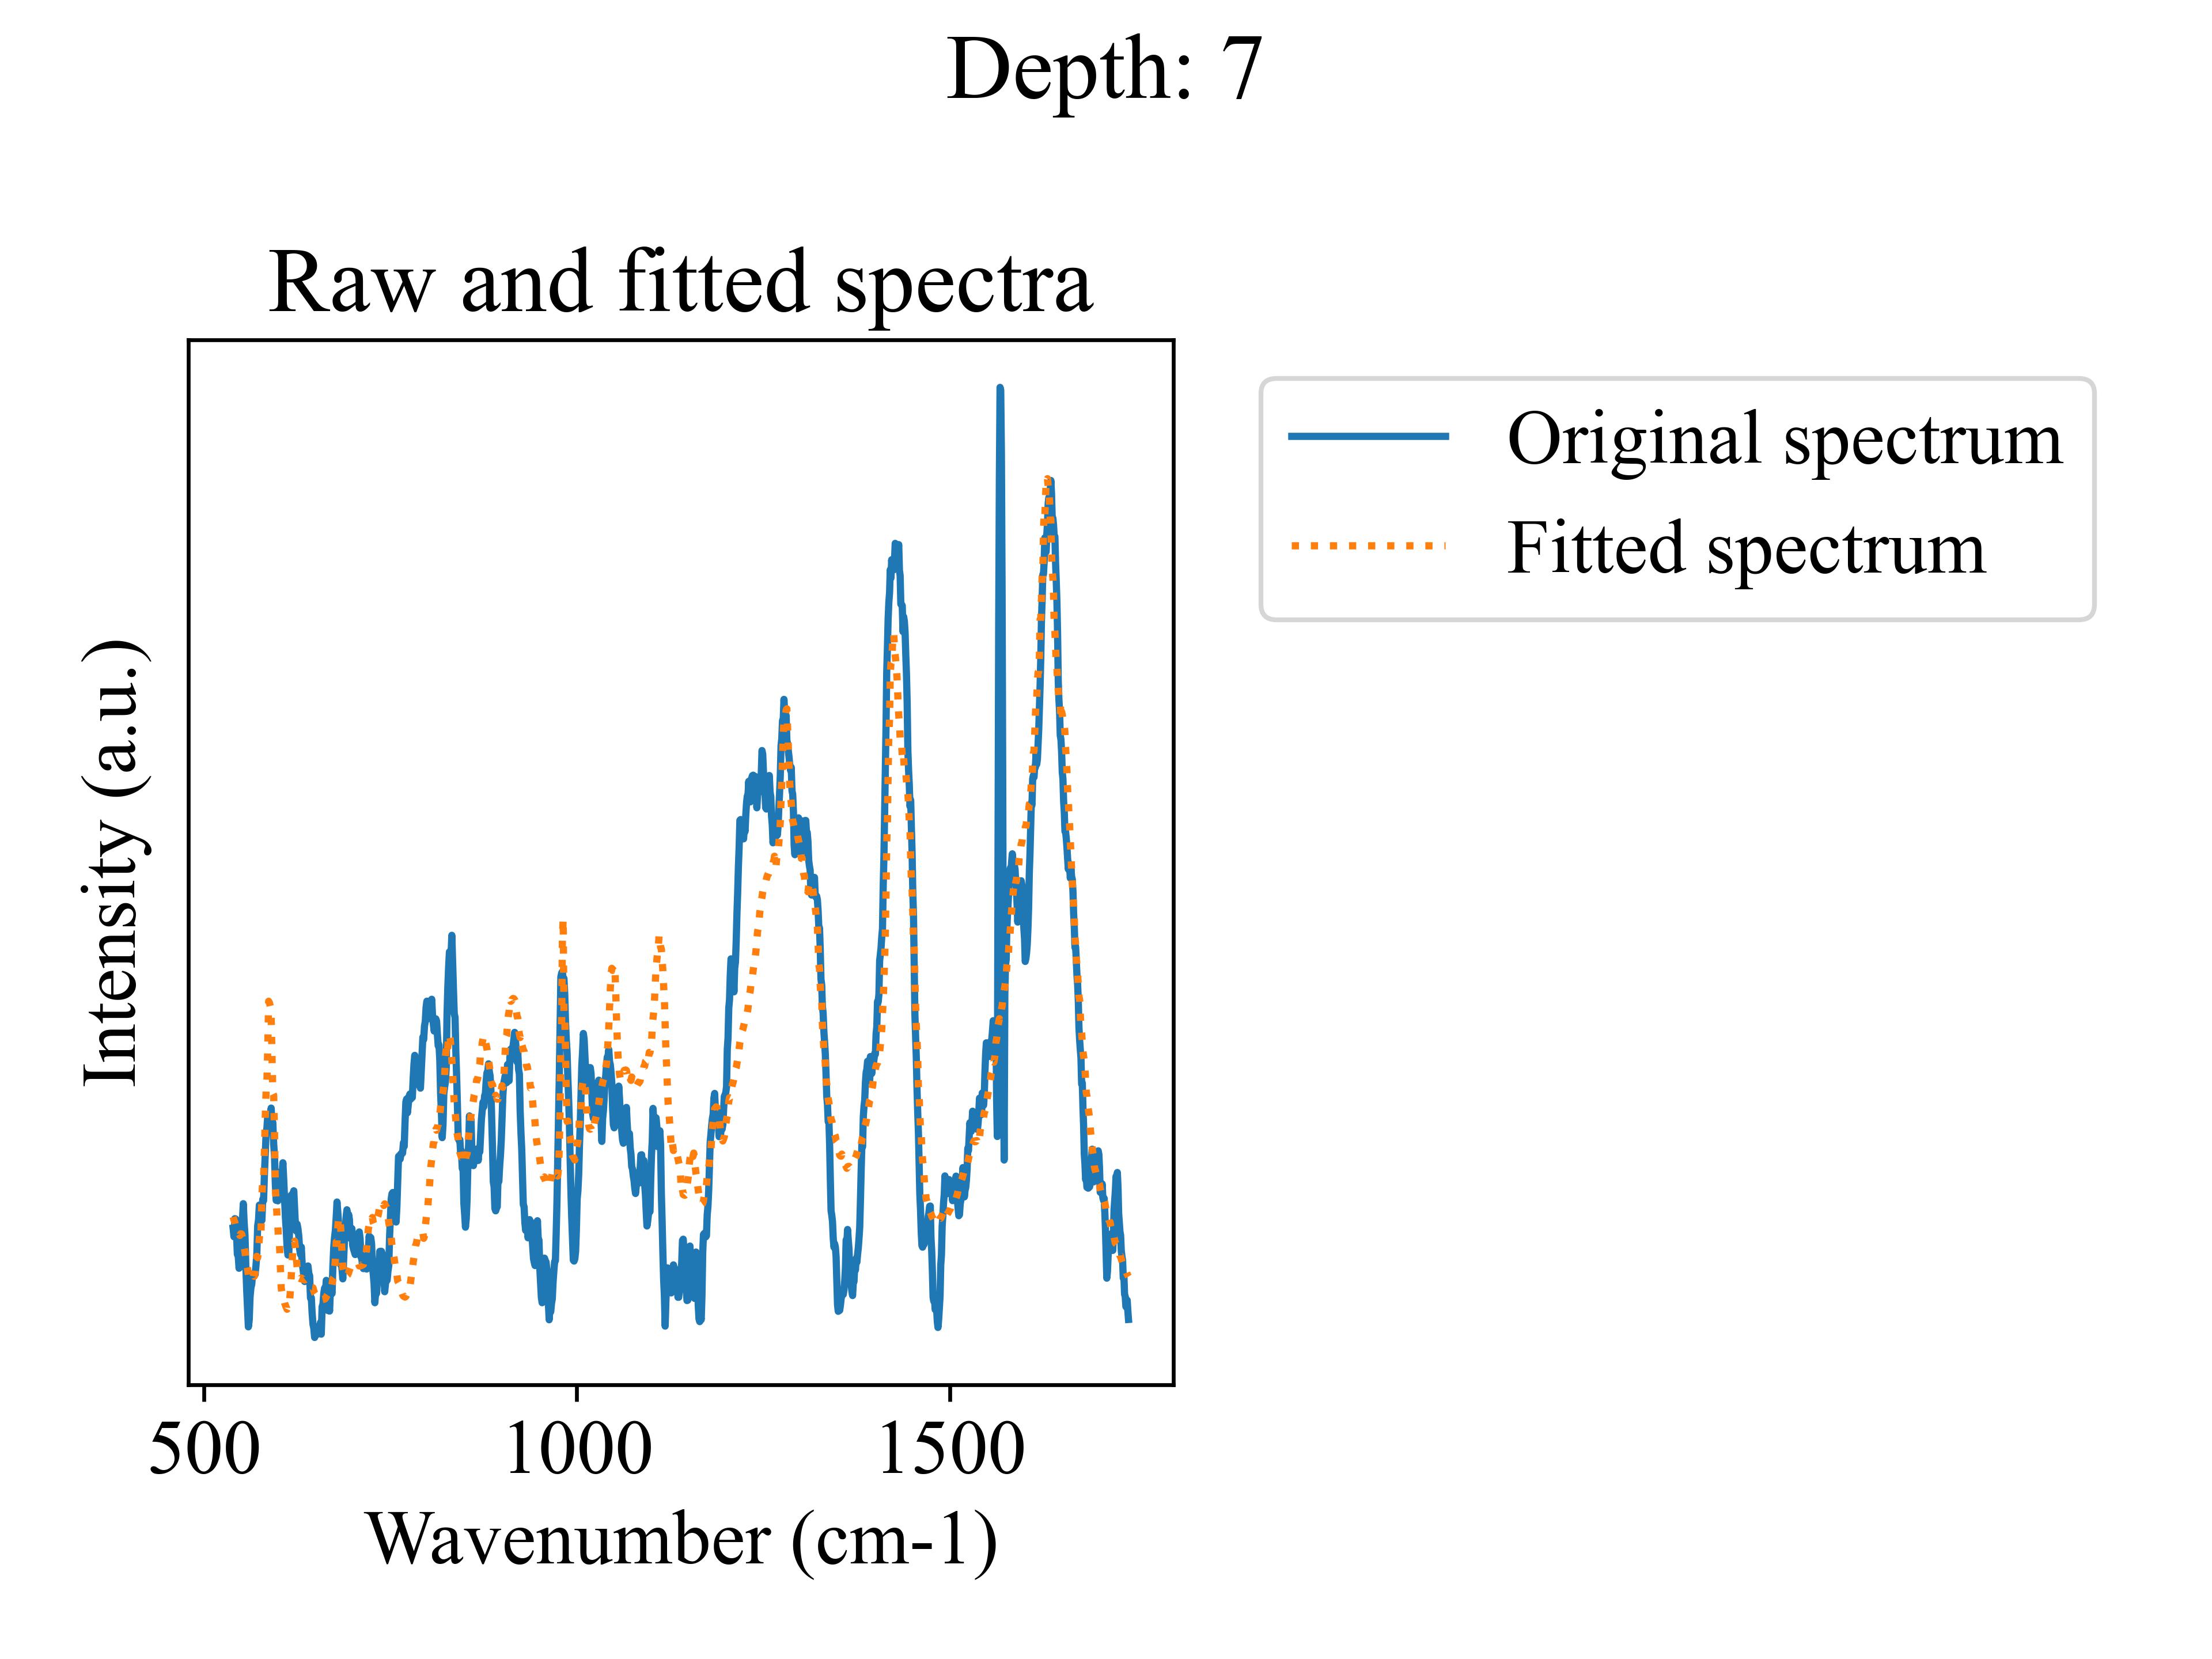 Depth: 7
Raw and fitted spectra
Original spectrum
Fitted spectrum
Intensity (a.u.)
500 1000 1500
Wavenumber (cm-1)